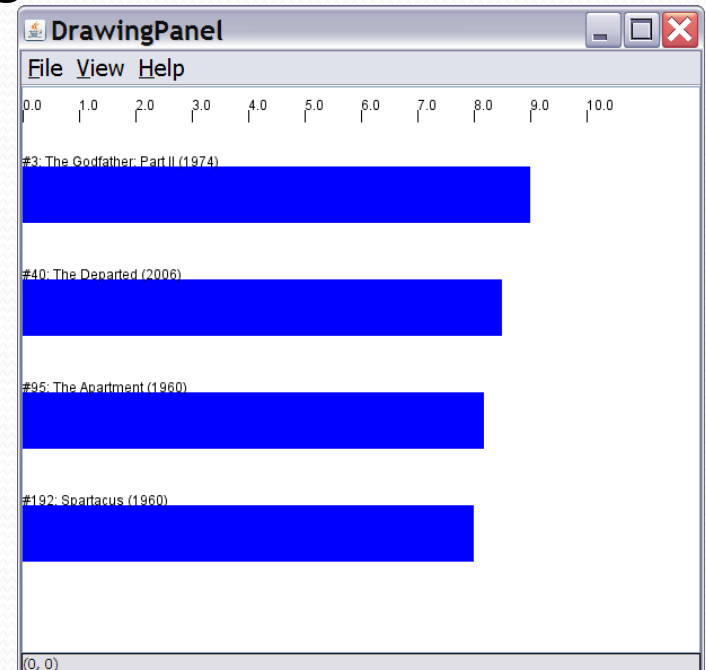 DrawingPanel
File View Help
0.0 1.0 2.0 3.0 4.0 5.0 6.0 7.0 8.0 9.0 10.0
#3: The Godfather: Part II (1974)
#40: The Departed (2006)
#95: The Apartment (1960)
#192: Spartacus (1960)
(0, 0)